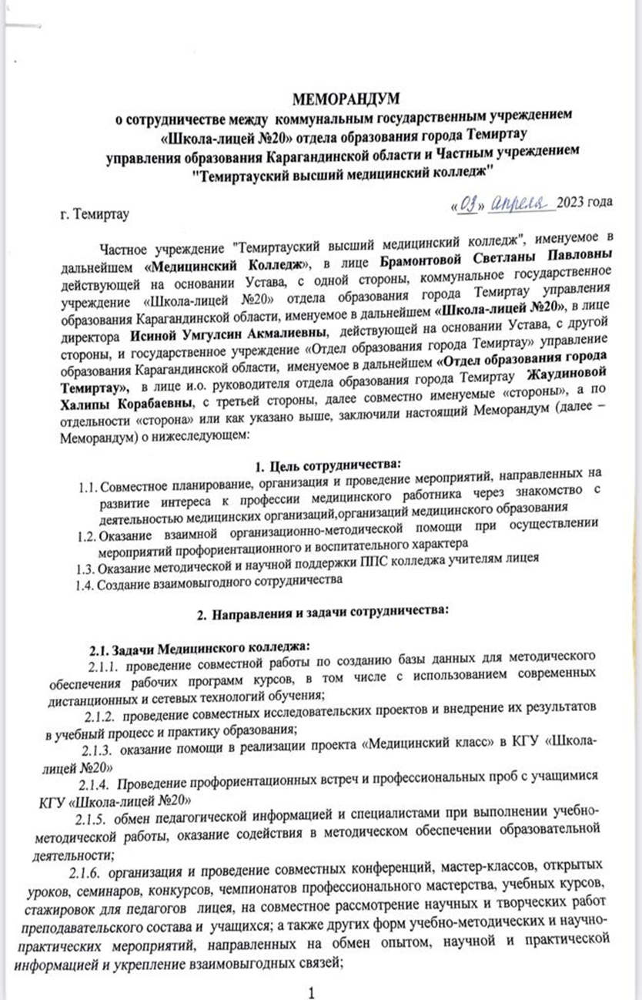 МЕМОРАНДУМ
о сотрудничестве между коммунальным государственным учреждением
«Школа-лицей №20» отдела образования города Темиртау
управления образования Карагандинской области и Частным учреждением
"Темиртауский высший медицинский колледж"
г. Темиртау «03» апреля 2023 года
Частное учреждение "Темиртауский высший медицинский колледж", именуемое в
дальнейшем «Медицинский Колледж», в лице Брамонтовой Светланы Павловны
действующей на основании Устава, с одной стороны, коммунальное государственное
учреждение «Школа-лицей №20» отдела образования города Темиртау управления
образования Карагандинской области, именуемое в дальнейшем «Школа-лицей №20», в лице
директора Исиной Умгулсин Акмалиевны, действующей на основании Устава, с другой
стороны, и государственное учреждение «Отдел образования города Темиртау» управление
образования Карагандинской области, именуемое в дальнейшем «Отдел образования города
Темиртау», в лице и.о. руководителя отдела образования города Темиртау Жаудиновой
Халипы Корабаевны, с третьей стороны, далее совместно именуемые «стороны», а по
отдельности «сторона» или как указано выше, заключили настоящий Меморандум (далее –
Меморандум) о нижеследующем:
1. Цель сотрудничества:
1.1. Совместное планирование, организация и проведение мероприятий, направленных на
развитие интереса к профессии медицинского работника через знакомство с
деятельностью медицинских организаций,организаций медицинского образования
1.2. Оказание взаимной организационно-методической помощи при осуществлении
мероприятий профориентационного и воспитательного характера
1.3. Оказание методической и научной поддержки ППС колледжа учителям лицея
1.4. Создание взаимовыгодного сотрудничества
2. Направления и задачи сотрудничества:
2.1. Задачи Медицинского колледжа:
2.1.1. проведение совместной работы по созданию базы данных для методического
обеспечения рабочих программ курсов, в том числе с использованием современных
дистанционных и сетевых технологий обучения;
2.1.2. проведение совместных исследовательских проектов и внедрение их результатов
в учебный процесс и практику образования;
2.1.3. оказание помощи в реализации проекта «Медицинский класс» в КГУ «Школа-
лицей №20»
2.1.4. Проведение профориентационных встреч и профессиональных проб с учащимися
КГУ «Школа-лицей №20»
2.1.5. обмен педагогической информацией и специалистами при выполнении учебно-
методической работы, оказание содействия в методическом обеспечении образовательной
деятельности;
2.1.6. организация и проведение совместных конференций, мастер-классов, открытых
уроков, семинаров, конкурсов, чемпионатов профессионального мастерства, учебных курсов,
стажировок для педагогов лицея, на совместное рассмотрение научных и творческих работ
преподавательского состава и учащихся; а также других форм учебно-методических и научно-
практических мероприятий, направленных на обмен опытом, научной и практической
информацией и укрепление взаимовыгодных связей;
1